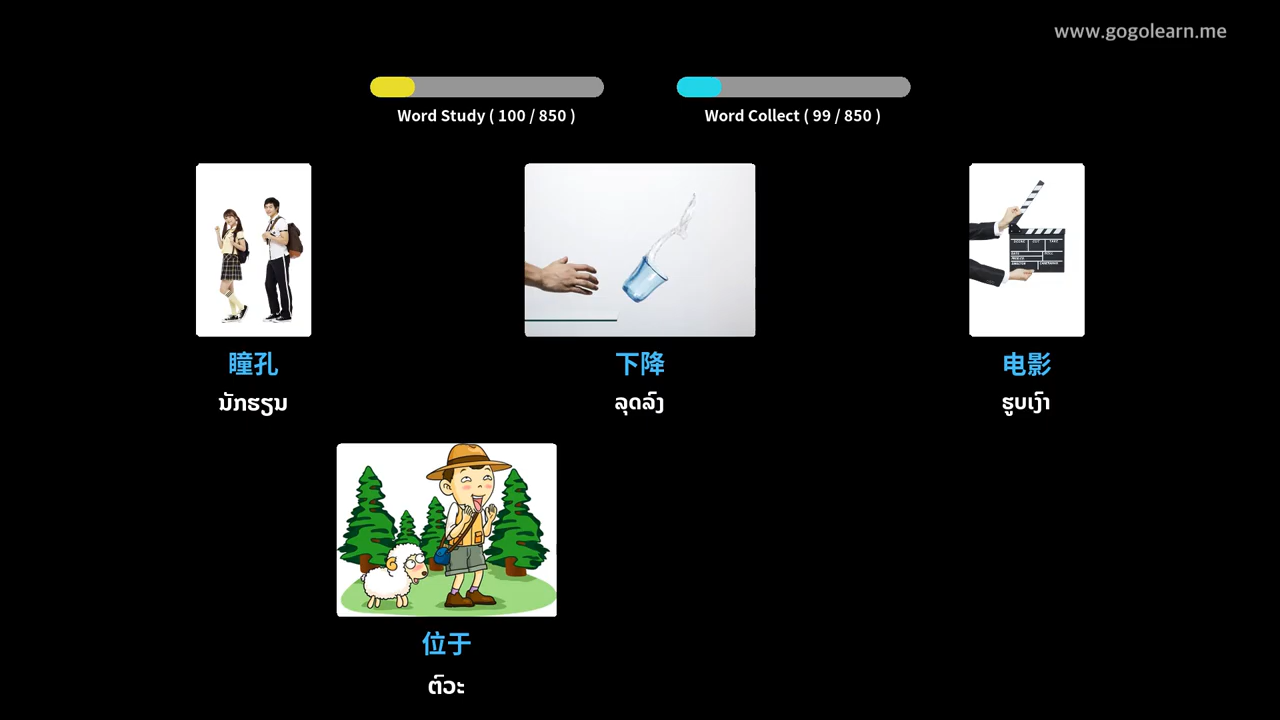 www.gogolearn.me
Word Study ( 100 / 850 )
Word Collect ( 99 / 850 )
瞳孔
下降
电影
ນັກຮຽນ
ລຸດລົງ
ຮູບເງົາ
位于
ຕົວະ